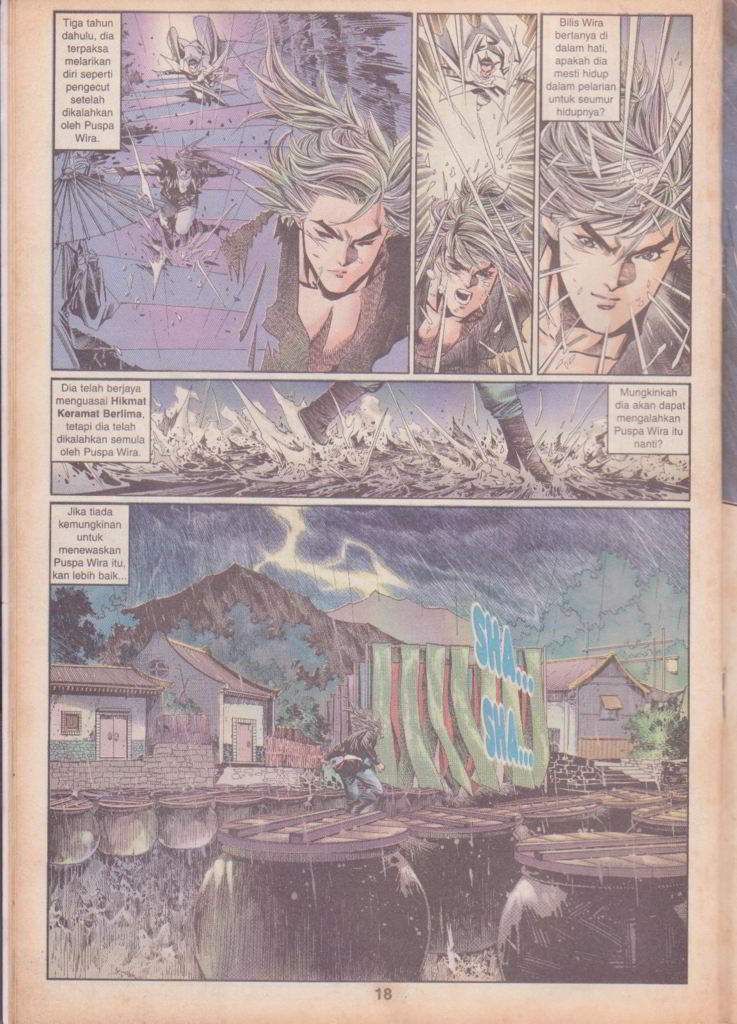 Tiga tahun
dahulu, dia
terpaksa
melarikan
diri seperti
pengecut
setelah
dikalahkan
oleh Puspa
Wira.
Bilis Wira
bertanya di
dalam hati,
apakah dia
mesti hidup
dalam pelarian
untuk seumur
hidupnya?
Dia telah berjaya
menguasai Hikmat
Keramat Berlima,
tetapi dia telah
dikalahkan semula
oleh Puspa Wira.
Mungkinkah
dia akan dapat
mengalahkan
Puspa Wira itu
nanti?
Jika tiada
kemungkinan
untuk
menewaskan
Puspa Wira itu,
kan lebih baik...
SHA...
SHA...
18